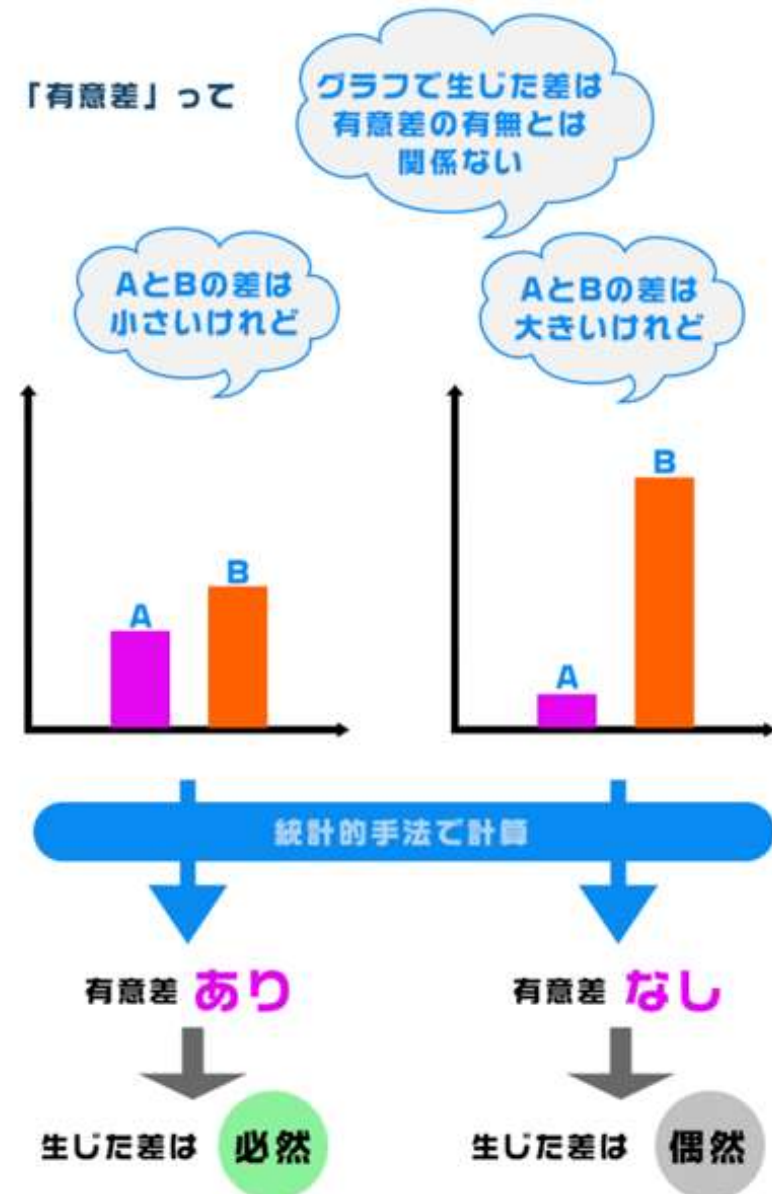 「有意差」って
グラフで生じた差は
有意差の有無とは
関係ない
AとBの差は
小さいけれど
AとBの差は
大きいけれど
A
B
A
B
統計的手法で計算
有意差 あり
有意差 なし
生じた差は 必然
生じた差は 偶然